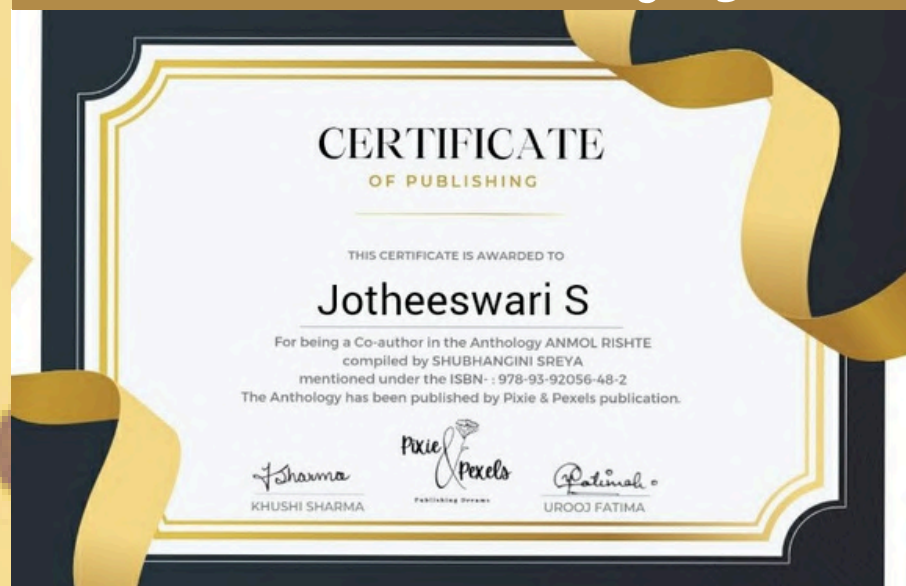 CERTIFICATE
OF PUBLISHING
THIS CERTIFICATE IS AWARDED TO
Jotheeswari S
For being a Co-author in the Anthology ANMOL RISHTE
compiled by SHUBHANGINI SREYA
mentioned under the ISBN- : 978-93-92056-48-2
The Anthology has been published by Pixie & Pexels publication.
Pixie
&
Pexels
Publishing Dreams
KHUSHI SHARMA
UROOJ FATIMA